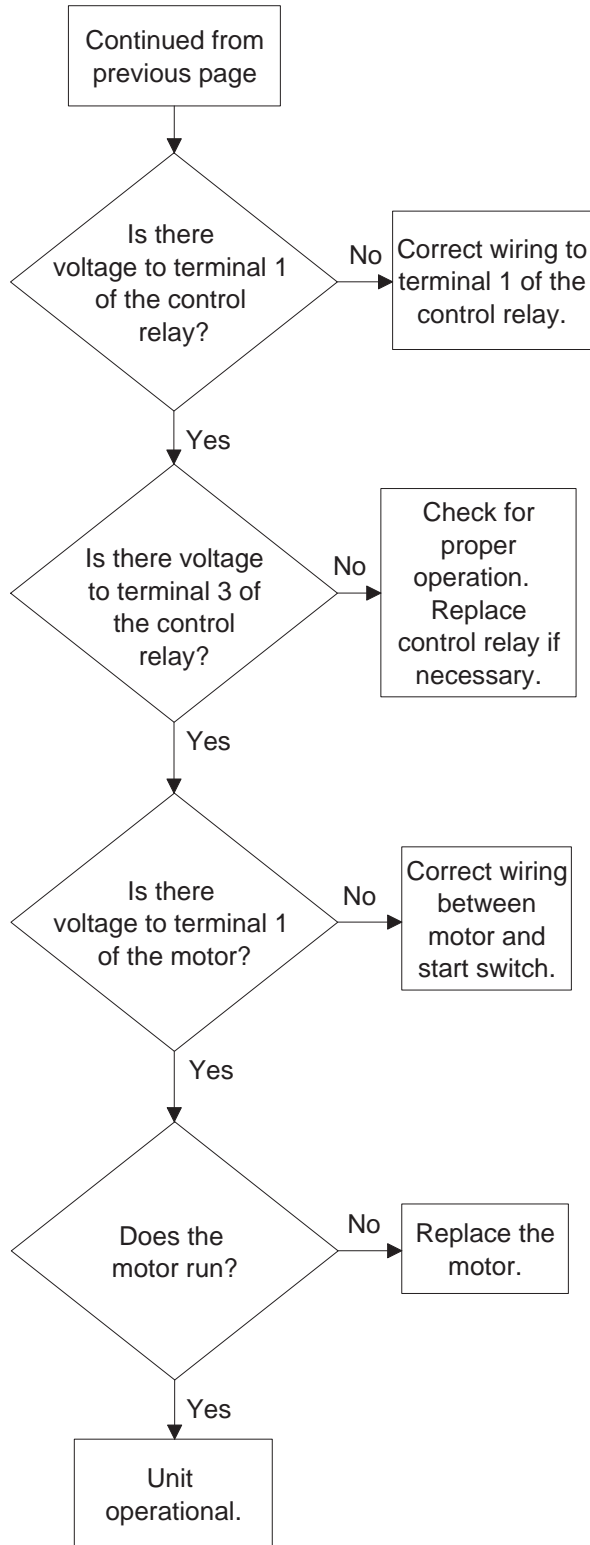 Continued from
previous page
Is there
voltage to terminal 1
of the control
relay?
No
Correct wiring to
terminal 1 of the
control relay.
Yes
Is there voltage
to terminal 3 of
the control
relay?
No
Check for
proper
operation.
Replace
control relay if
necessary.
Yes
Is there
voltage to terminal 1
of the motor?
No
Correct wiring
between
motor and
start switch.
Yes
Does the
motor run?
No
Replace the
motor.
Yes
Unit
operational.